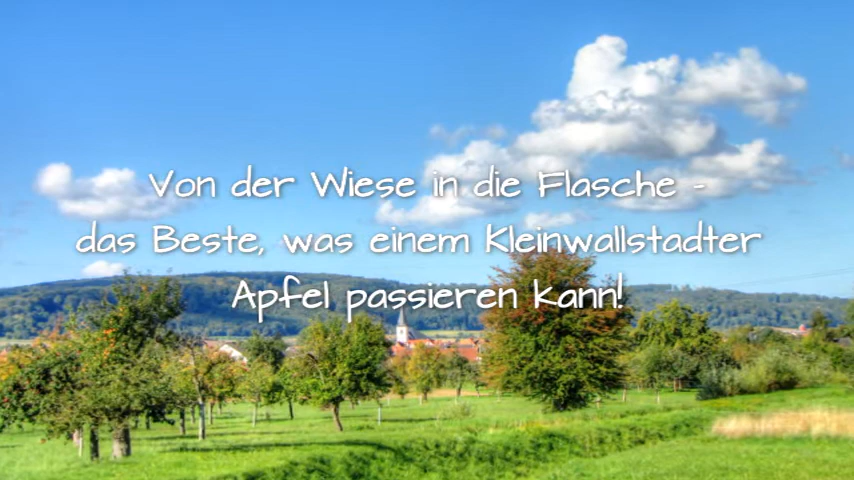 Von der Wiese in die Flasche -
das Beste, was einem Kleinwallstadter
Apfel passieren kann!